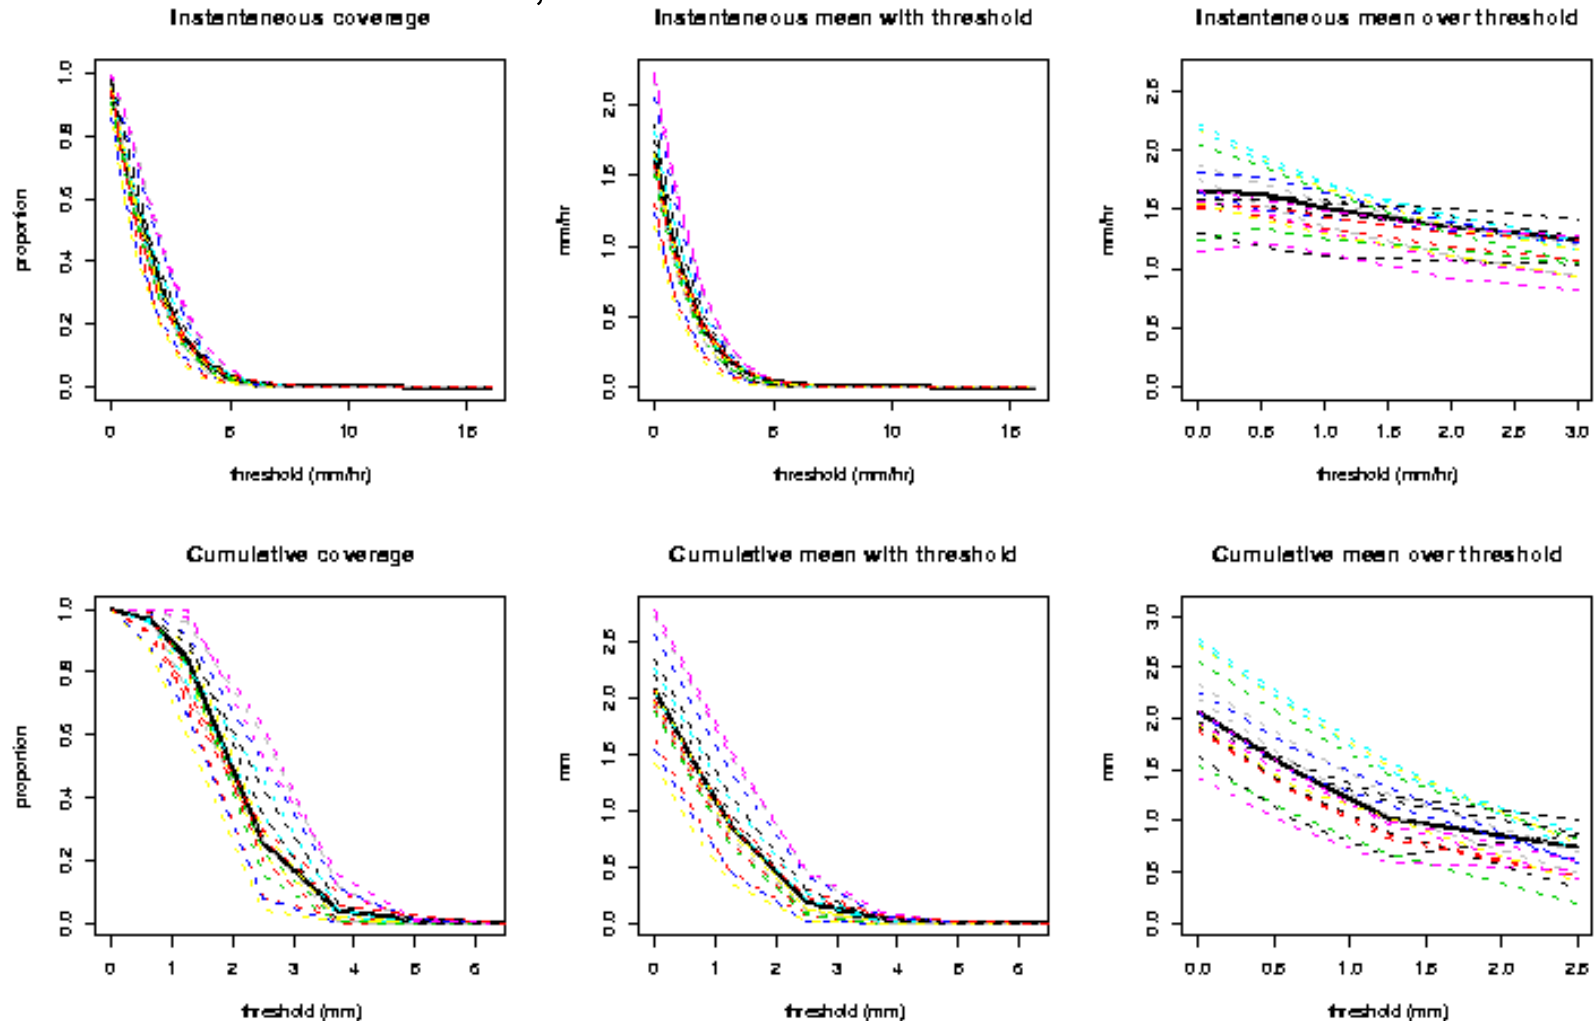 Instantaneous coverage
Instantaneous mean with threshold
Instantaneous mean over threshold
proportion
0.0 0.2 0.4 0.6 0.8 1.0
0 5 10 15
threshold (mm/hr)
mm/hr
0.0 0.5 1.0 1.5 2.0
0 5 10 15
threshold (mm/hr)
mm/hr
0.0 0.5 1.0 1.5 2.0 2.5
0.0 0.5 1.0 1.5 2.0 2.5 3.0
threshold (mm/hr)
Cumulative coverage
Cumulative mean with threshold
Cumulative mean over threshold
proportion
0.0 0.2 0.4 0.6 0.8 1.0
0 1 2 3 4 5 6
threshold (mm)
mm
0.0 0.5 1.0 1.5 2.0 2.5
0 1 2 3 4 5 6
threshold (mm)
mm
0.0 0.5 1.0 1.5 2.0 2.5 3.0
0.0 0.5 1.0 1.5 2.0 2.5
threshold (mm)